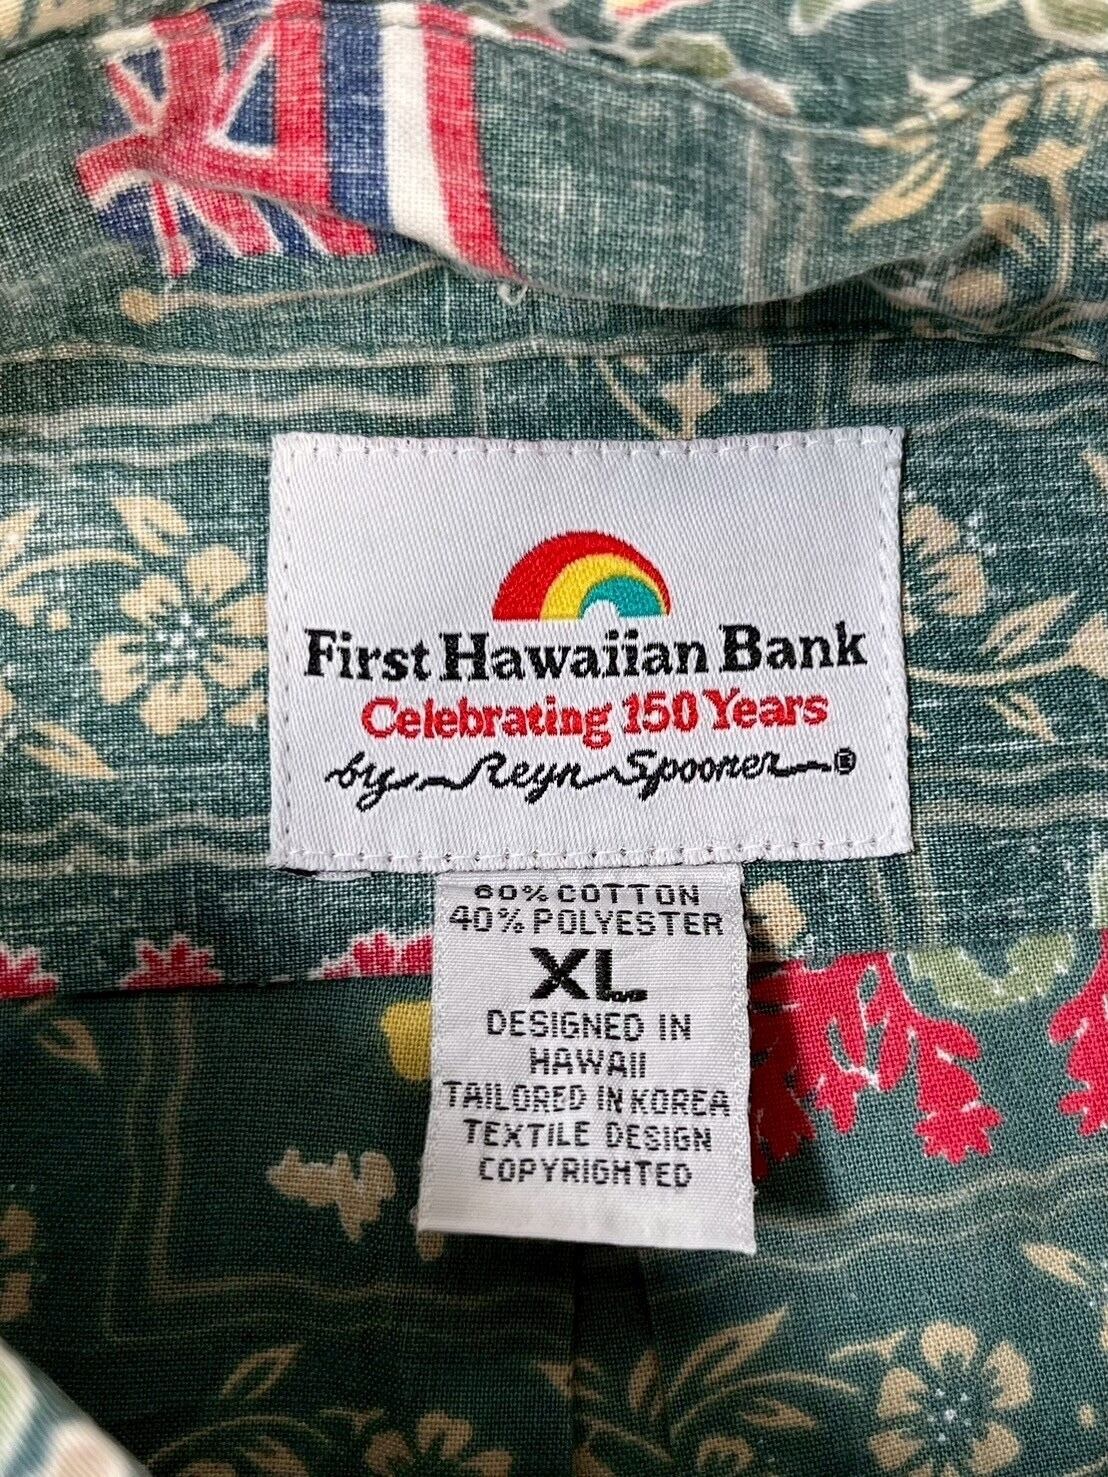 First Hawaiian Bank
Celebrating 150 Years
by Reyn Spooner ®
60% COTTON
40% POLYESTER
XL
DESIGNED IN
HAWAII
TAILORED IN KOREA
TEXTILE DESIGN
COPYRIGHTED